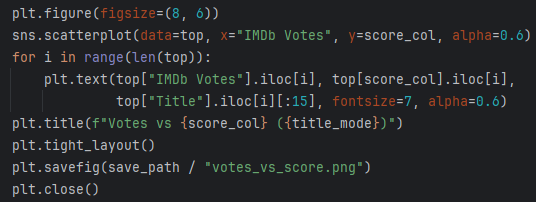 plt.figure(figsize=(8, 6))
sns.scatterplot(data=top, x="IMDb Votes", y=score_col, alpha=0.6)
for i in range(len(top)):
    plt.text(top["IMDb Votes"].iloc[i], top[score_col].iloc[i],
             top["Title"].iloc[i][:15], fontsize=7, alpha=0.6)
plt.title(f"Votes vs {score_col} ({title_mode})")
plt.tight_layout()
plt.savefig(save_path / "votes_vs_score.png")
plt.close()